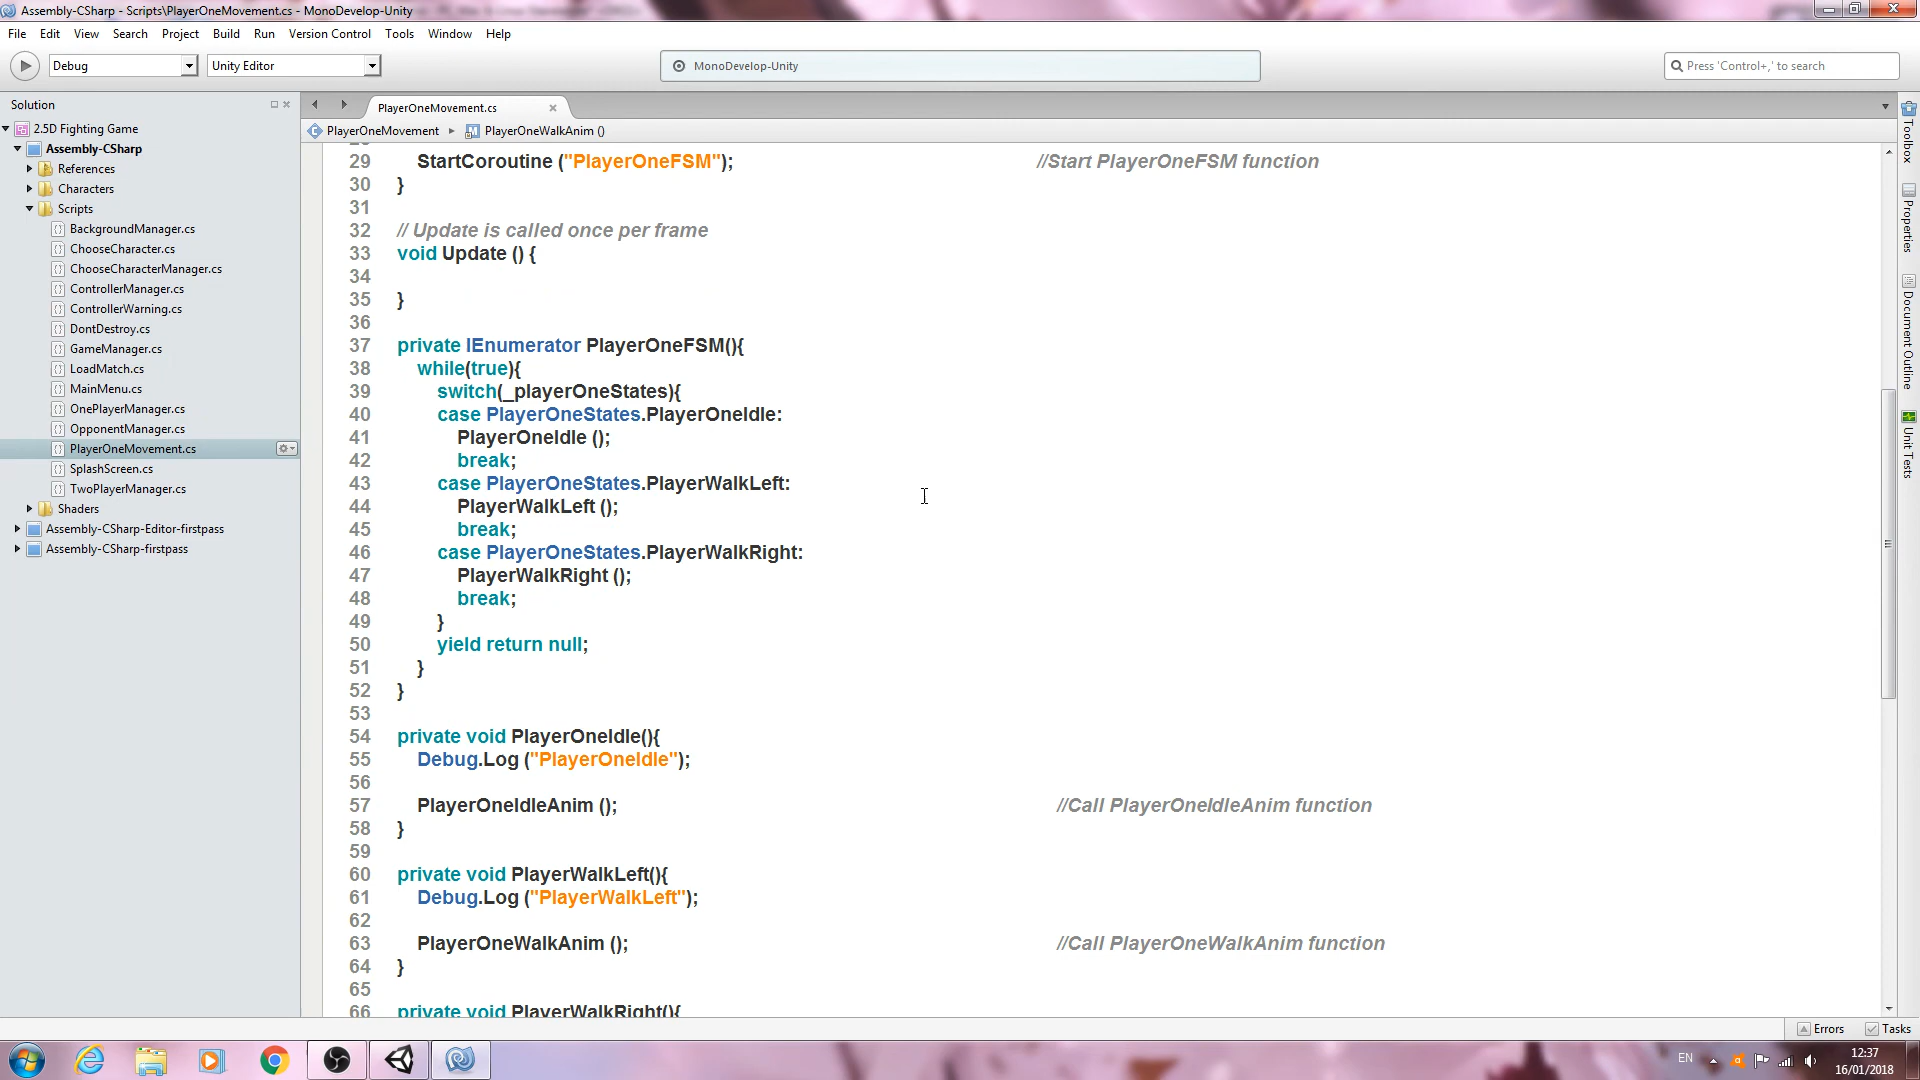 Assembly-CSharp - Scripts\PlayerOneMovement.cs - MonoDevelop-Unity
File Edit View Search Project Build Run Version Control Tools Window Help
Debug Unity Editor MonoDevelop-Unity Press 'Control+,' to search
Solution
2.5D Fighting Game
Assembly-CSharp
References
Characters
Scripts
BackgroundManager.cs
ChooseCharacter.cs
ChooseCharacterManager.cs
ControllerManager.cs
ControllerWarning.cs
DontDestroy.cs
GameManager.cs
LoadMatch.cs
MainMenu.cs
OnePlayerManager.cs
OpponentManager.cs
PlayerOneMovement.cs
SplashScreen.cs
TwoPlayerManager.cs
Shaders
Assembly-CSharp-Editor-firstpass
Assembly-CSharp-firstpass
PlayerOneMovement.cs
PlayerOneMovement PlayerOneWalkAnim ()
29 StartCoroutine ("PlayerOneFSM"); //Start PlayerOneFSM function
30 }
31
32 // Update is called once per frame
33 void Update () {
34
35 }
36
37 private IEnumerator PlayerOneFSM(){
38 while(true){
39 switch(_playerOneStates){
40 case PlayerOneStates.PlayerOneIdle:
41 PlayerOneIdle ();
42 break;
43 case PlayerOneStates.PlayerWalkLeft:
44 PlayerWalkLeft ();
45 break;
46 case PlayerOneStates.PlayerWalkRight:
47 PlayerWalkRight ();
48 break;
49 }
50 yield return null;
51 }
52 }
53
54 private void PlayerOneIdle(){
55 Debug.Log ("PlayerOneIdle");
56
57 PlayerOneIdleAnim (); //Call PlayerOneIdleAnim function
58 }
59
60 private void PlayerWalkLeft(){
61 Debug.Log ("PlayerWalkLeft");
62
63 PlayerOneWalkAnim (); //Call PlayerOneWalkAnim function
64 }
65
66 private void PlayerWalkRight(){
Toolbox
Properties
Document Outline
Unit Tests
Errors Tasks
EN
12:37
16/01/2018